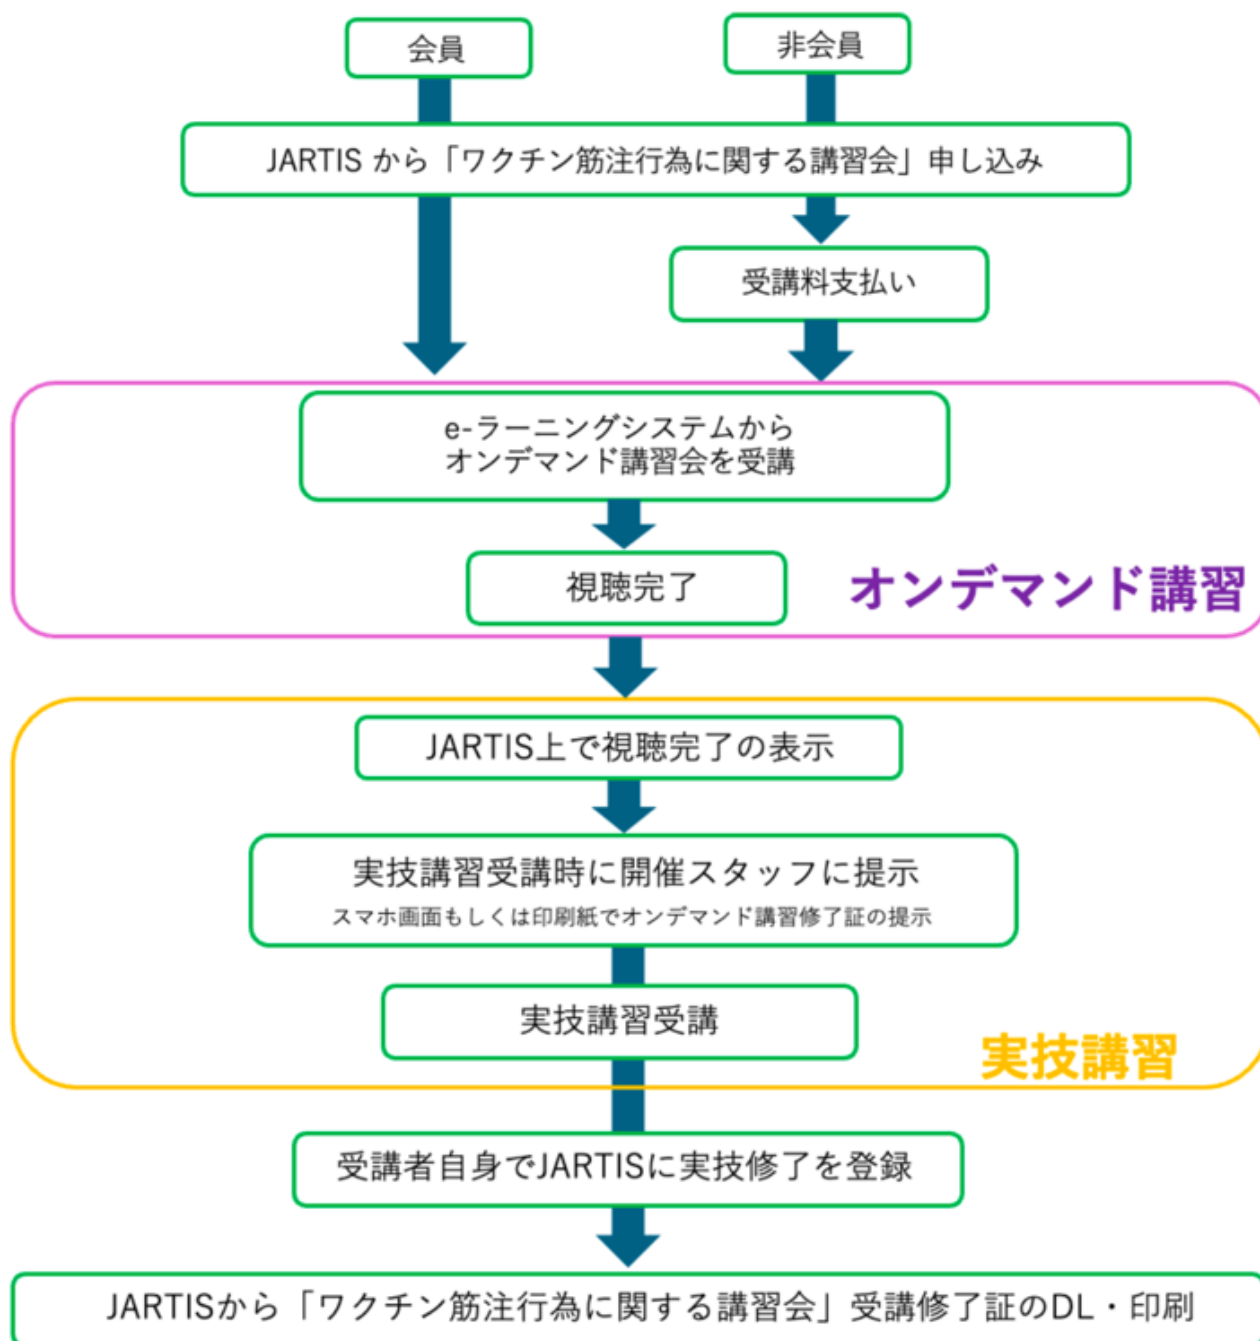 会員
非会員
JARTIS から「ワクチン筋注行為に関する講習会」申し込み
受講料支払い
e-ラーニングシステムから
オンデマンド講習会を受講
視聴完了
オンデマンド講習
JARTIS上で視聴完了の表示
実技講習受講時に開催スタッフに提示
スマホ画面もしくは印刷紙でオンデマンド講習修了証の提示
実技講習受講
実技講習
受講者自身でJARTISに実技修了を登録
JARTISから「ワクチン筋注行為に関する講習会」受講修了証のDL・印刷